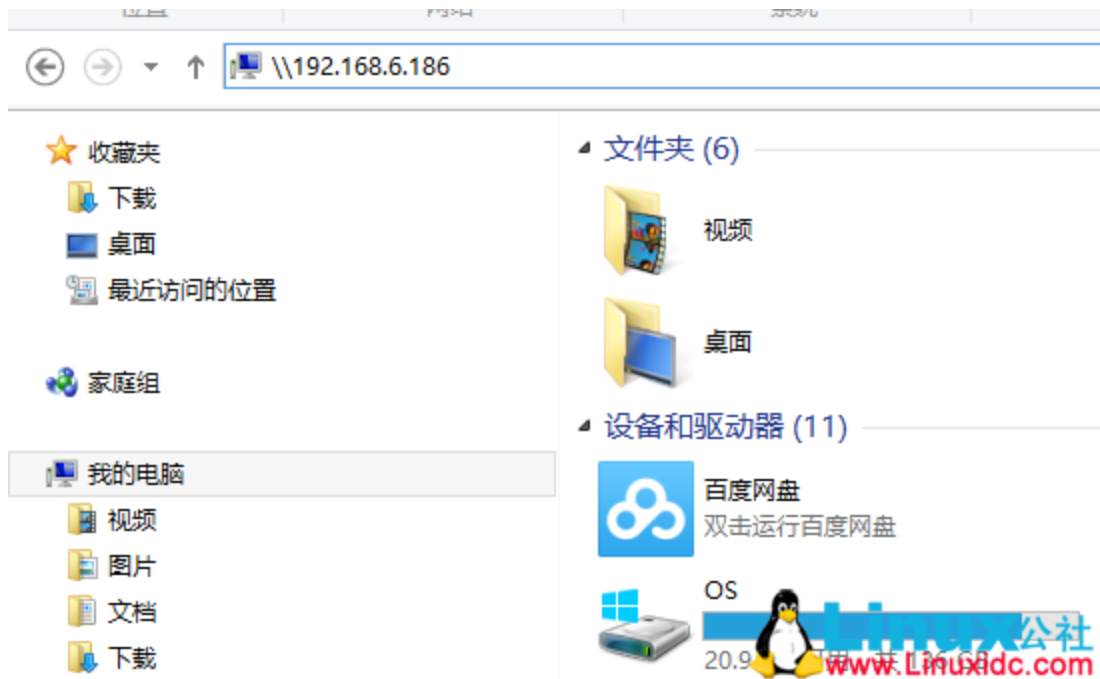 \\192.168.6.186
收藏夹
下载
桌面
最近访问的位置
家庭组
我的电脑
视频
图片
文档
下载
文件夹 (6)
视频
桌面
设备和驱动器 (11)
百度网盘
双击运行百度网盘
OS
Linux公社
www.Linuxidc.com